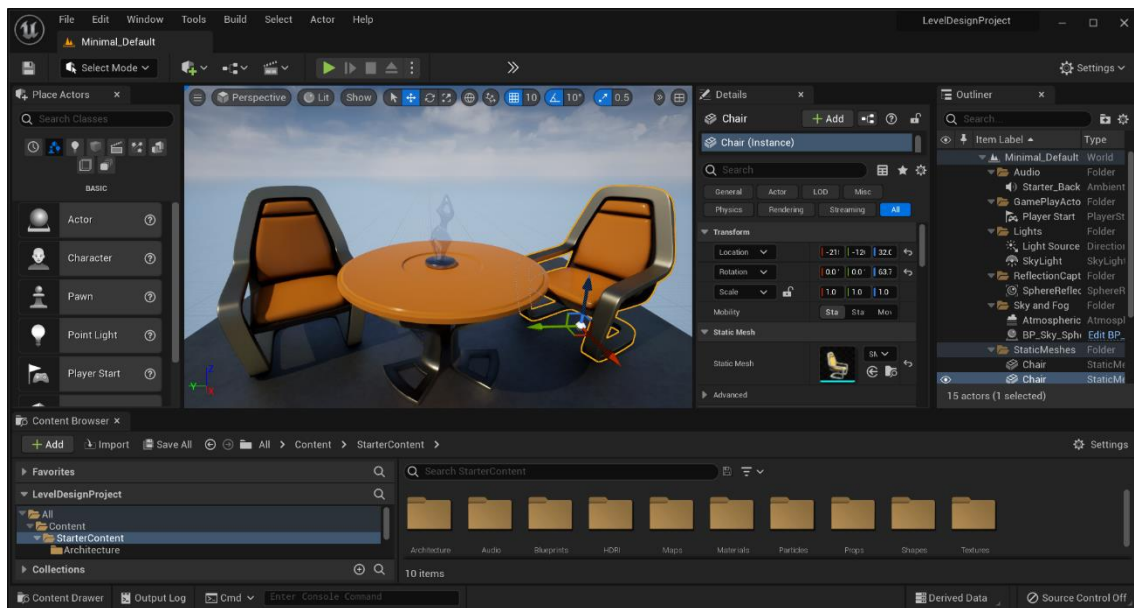 File Edit Window Tools Build Select Actor Help
LevelDesignProject
Minimal_Default
Select Mode
Settings
Place Actors
Search Classes
BASIC
Actor
Character
Pawn
Point Light
Player Start
Perspective Lit Show 10 10° 0.5
Details
Chair
Add
Chair (Instance)
Search
General Actor LOD Misc
Physics Rendering Streaming All
Transform
Location 32.
Rotation 0.0 0.0 63.7
Scale 1.0 1.0 1.0
Mobility Sta Sta Mov
Static Mesh
Static Mesh
Advanced
Outliner
Search...
Item Label Type
Minimal_Default World
Audio Folder
Starter_Back Ambient
GamePlayActo Folder
Player Start PlayerSt
Lights Folder
Light Source Direction
SkyLight SkyLight
ReflectionCapt Folder
SphereReflec SphereR
Sky and Fog Folder
Atmospheric Atmospl
BP_Sky_Sph Edit BP_
StaticMeshes Folder
Chair StaticMe
Chair StaticMe
15 actors (1 selected)
Content Browser
Add Import Save All All > Content > StarterContent >
Settings
Favorites
LevelDesignProject
All
Content
StarterContent
Architecture
Collections
Search StarterContent
Architecture Audio Blueprints HDRI Maps Materials Particles Props Shapes Textures
10 items
Content Drawer Output Log Cmd Enter Console Command
Derived Data Source Control Off